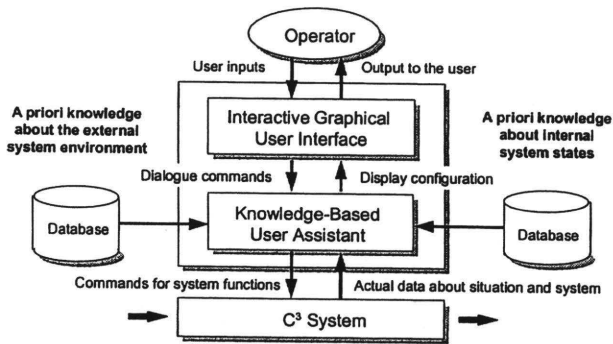 Operator
User inputs
Output to the user
A priori knowledge
about the external
system environment
Interactive Graphical
User Interface
A priori knowledge
about internal
system states
Dialogue commands
Display configuration
Database
Knowledge-Based
User Assistant
Database
Commands for system functions
Actual data about situation and system
C³ System